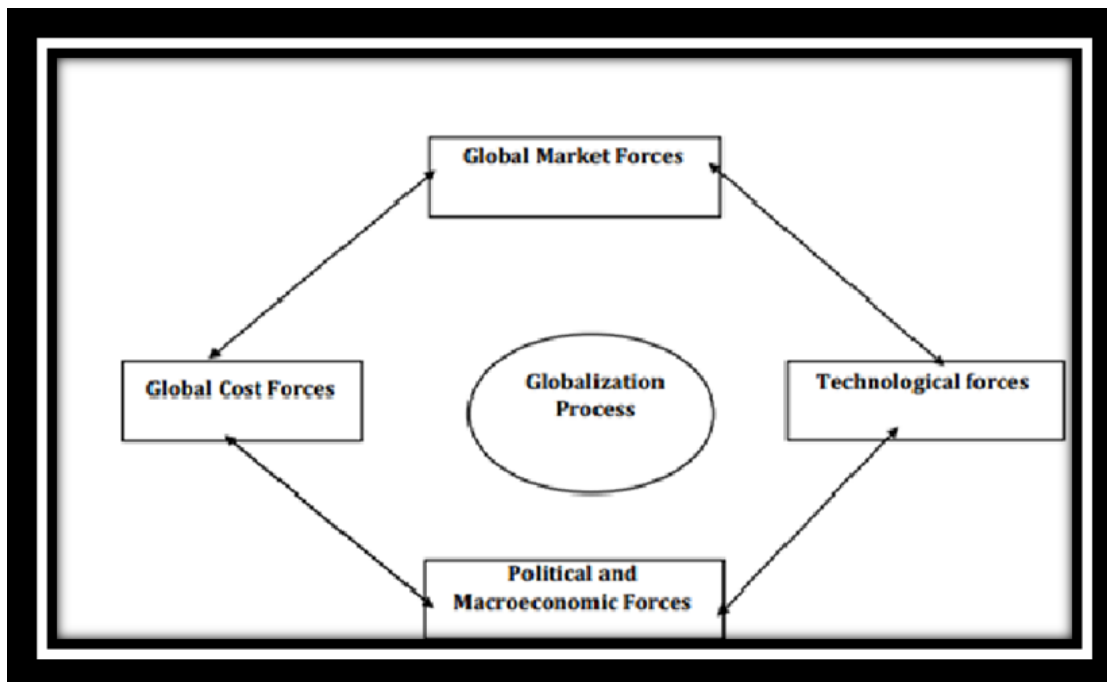 Global Market Forces
Global Cost Forces
Globalization
Process
Technological forces
Political and
Macroeconomic Forces